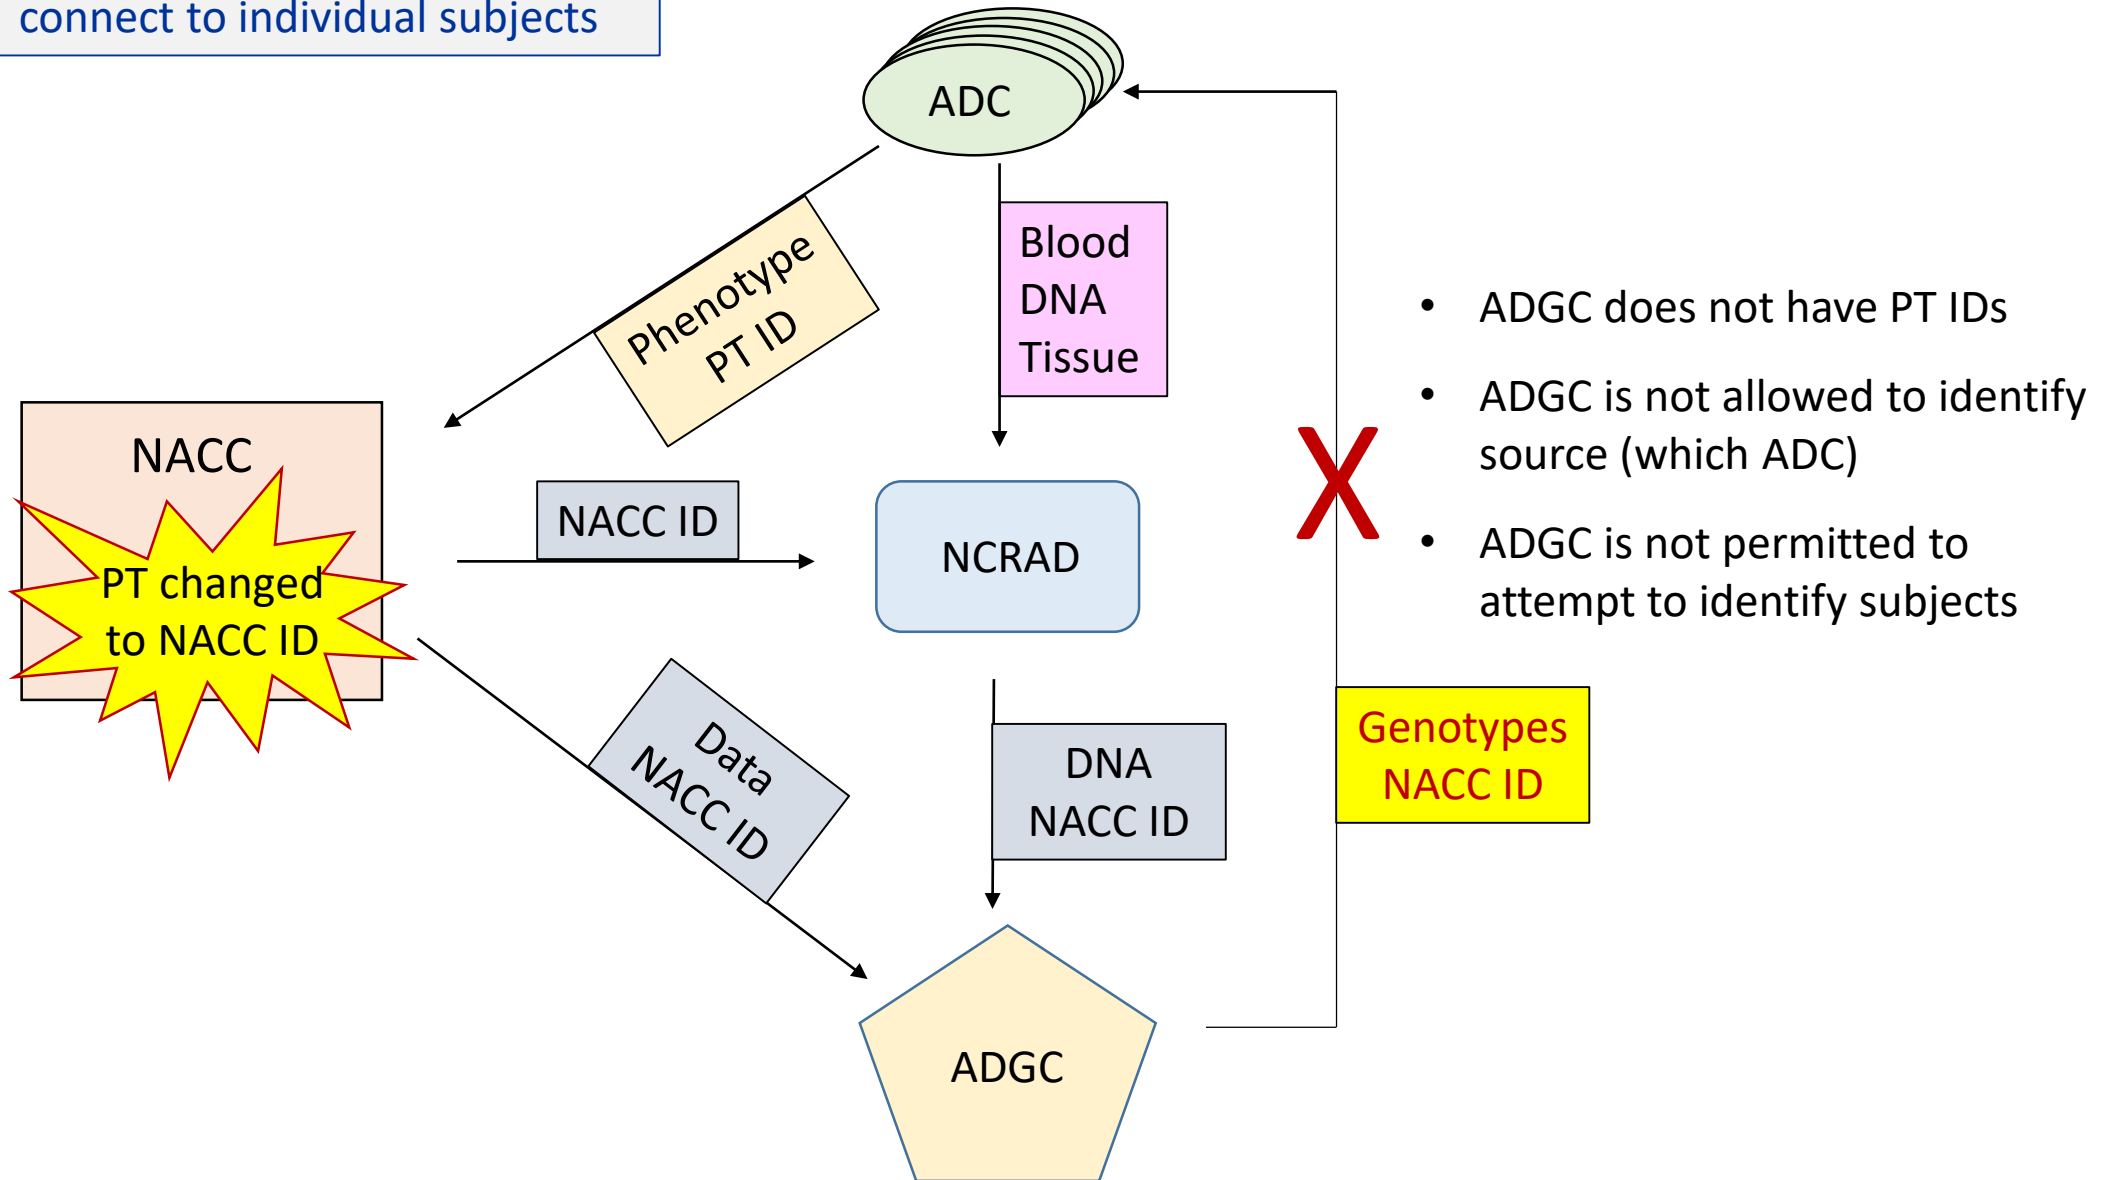 connect to individual subjects
ADC
Phenotype
PT ID
Blood
DNA
Tissue
• ADGC does not have PT IDs
• ADGC is not allowed to identify
source (which ADC)
• ADGC is not permitted to
attempt to identify subjects
X
NACC
PT changed
to NACC ID
NACC ID
NCRAD
Data
NACC ID
DNA
NACC ID
Genotypes
NACC ID
ADGC